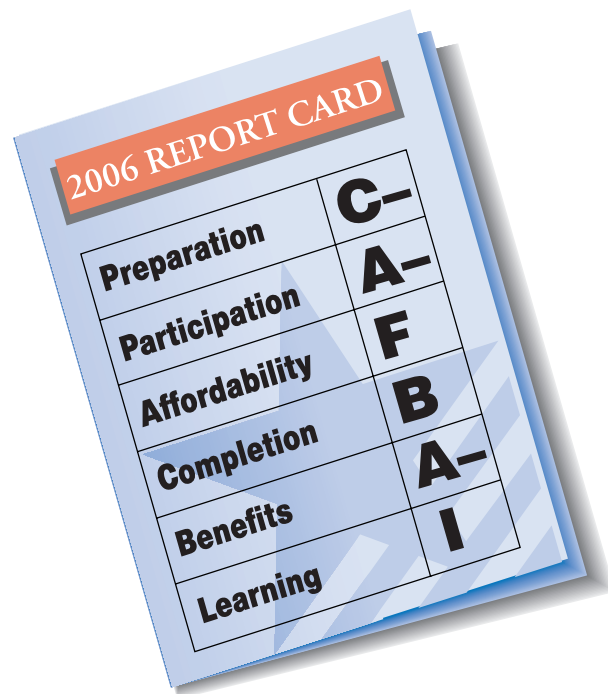 2006 REPORT CARD
Preparation C–
Participation A–
Affordability F
Completion B
Benefits A–
Learning I